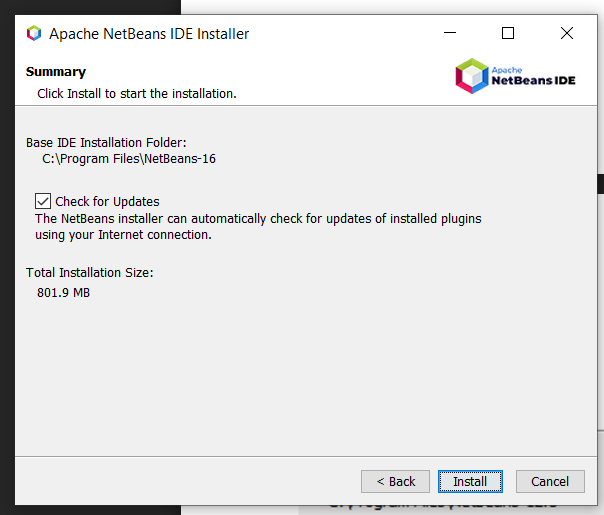 Apache NetBeans IDE Installer
Summary
Click Install to start the installation.
Apache
NetBeans IDE
Base IDE Installation Folder:
C:\Program Files\NetBeans-16
Check for Updates
The NetBeans installer can automatically check for updates of installed plugins
using your Internet connection.
Total Installation Size:
801.9 MB
< Back
Install
Cancel